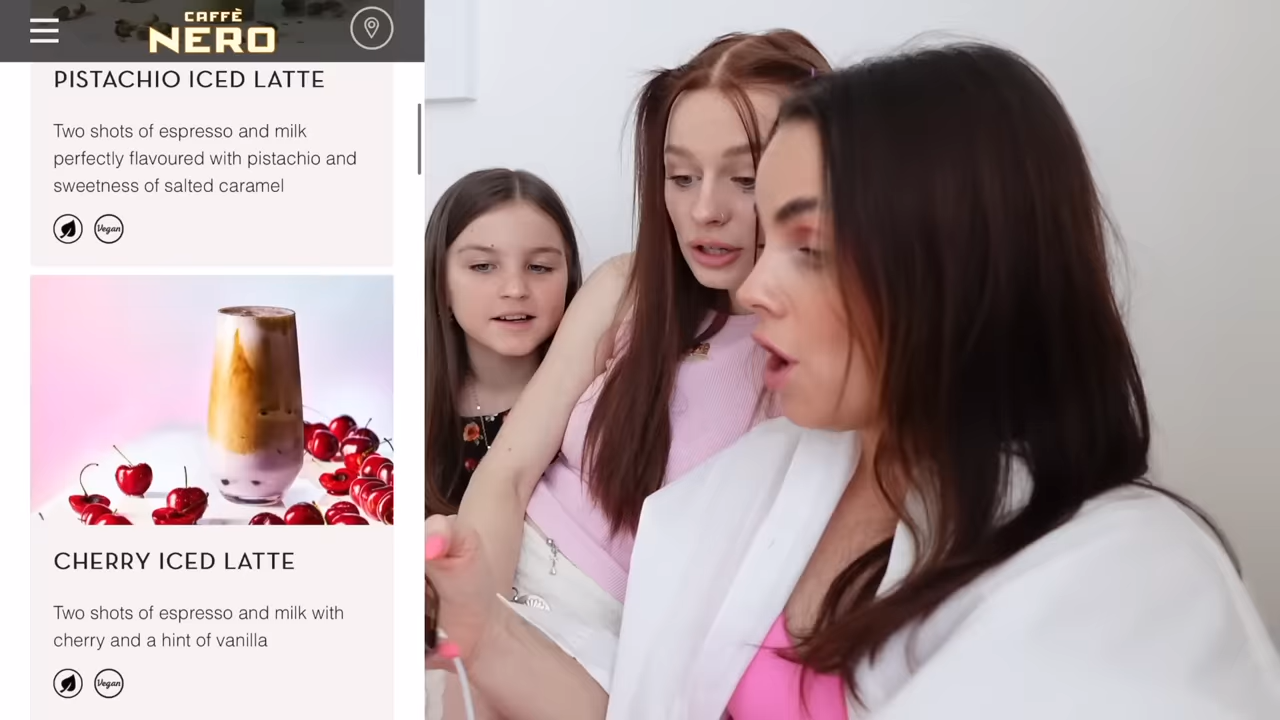 CAFFÈ
NERO
PISTACHIO ICED LATTE
Two shots of espresso and milk
perfectly flavoured with pistachio and
sweetness of salted caramel
Vegan
CHERRY ICED LATTE
Two shots of espresso and milk with
cherry and a hint of vanilla
Vegan